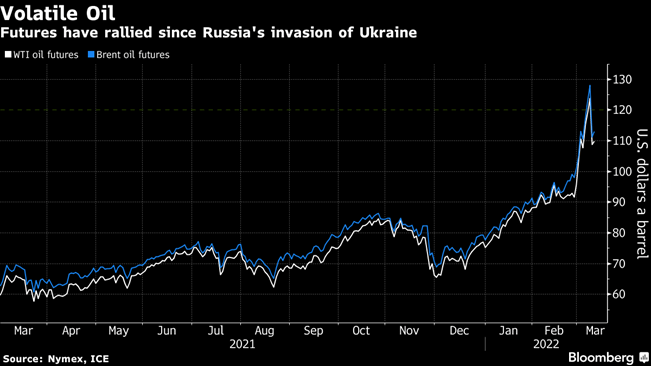 Volatile Oil
Futures have rallied since Russia's invasion of Ukraine
WTI oil futures Brent oil futures
130
120
110
100
90
80
70
60
U.S. dollars a barrel
Mar Apr May Jun Jul Aug Sep Oct Nov Dec Jan Feb Mar
2021 2022
Source: Nymex, ICE
Bloomberg